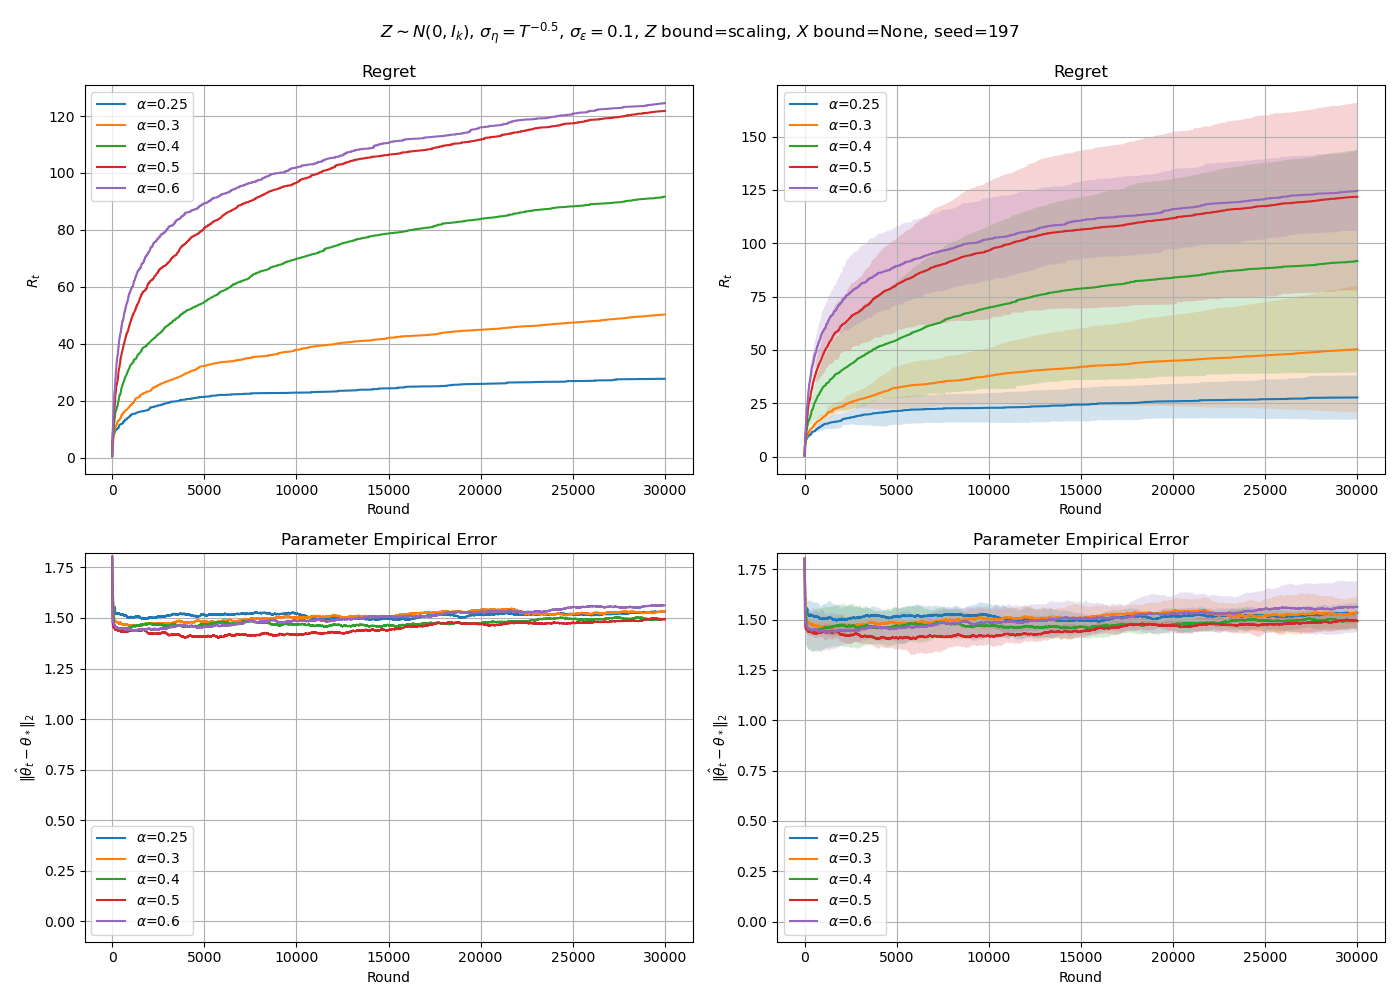 Z ~ N(0, I_k), σ_η = T^{-0.5}, σ_ε = 0.1, Z bound=scaling, X bound=None, seed=197
Regret
R_t
120
100
80
60
40
20
0
α=0.25
α=0.3
α=0.4
α=0.5
α=0.6
0 5000 10000 15000 20000 25000 30000
Round
Regret
R_t
150
125
100
75
50
25
0
α=0.25
α=0.3
α=0.4
α=0.5
α=0.6
0 5000 10000 15000 20000 25000 30000
Round
Parameter Empirical Error
‖θ̂_t − θ_*‖_2
1.75
1.50
1.25
1.00
0.75
0.50
0.25
0.00
α=0.25
α=0.3
α=0.4
α=0.5
α=0.6
0 5000 10000 15000 20000 25000 30000
Round
Parameter Empirical Error
‖θ̂_t − θ_*‖_2
1.75
1.50
1.25
1.00
0.75
0.50
0.25
0.00
α=0.25
α=0.3
α=0.4
α=0.5
α=0.6
0 5000 10000 15000 20000 25000 30000
Round